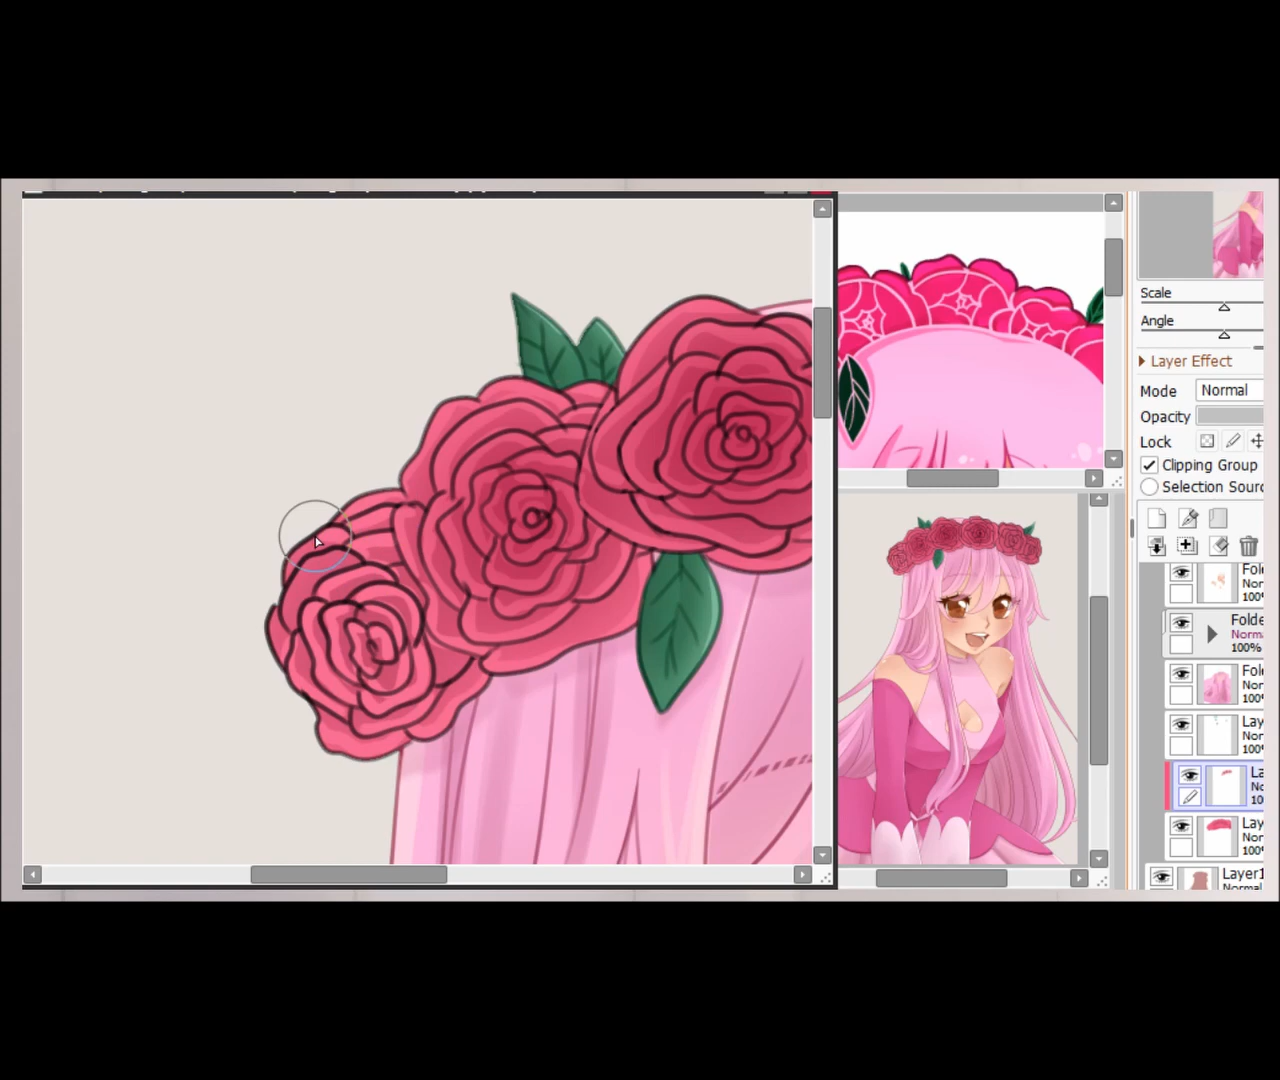 Scale
Angle
Layer Effect
Mode Normal
Opacity
Lock
Clipping Group
Selection Sourc
Fol
Nor
100%
Folde
Norma
100%
Fol
Nor
100%
Lay
Nor
100%
La
No
10
Lay
Nor
100%
Layer1
Normal